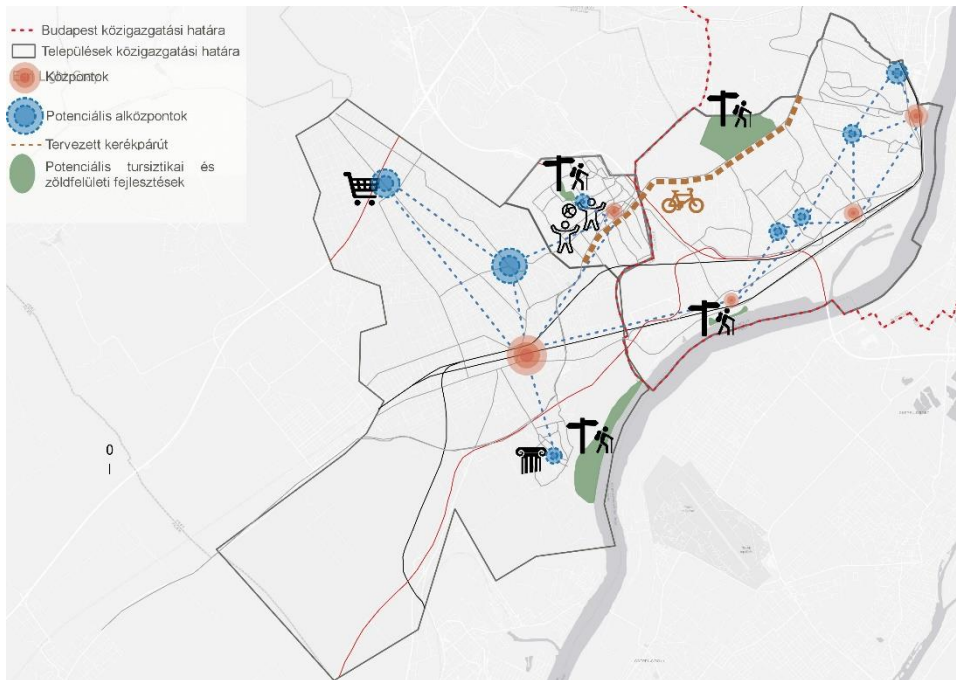 Budapest közigazgatási határa
Települések közigazgatási határa
Központok
Potenciális alközpontok
Tervezett kerékpárút
Potenciális tursiztikai és
zöldfelületi fejlesztések
0